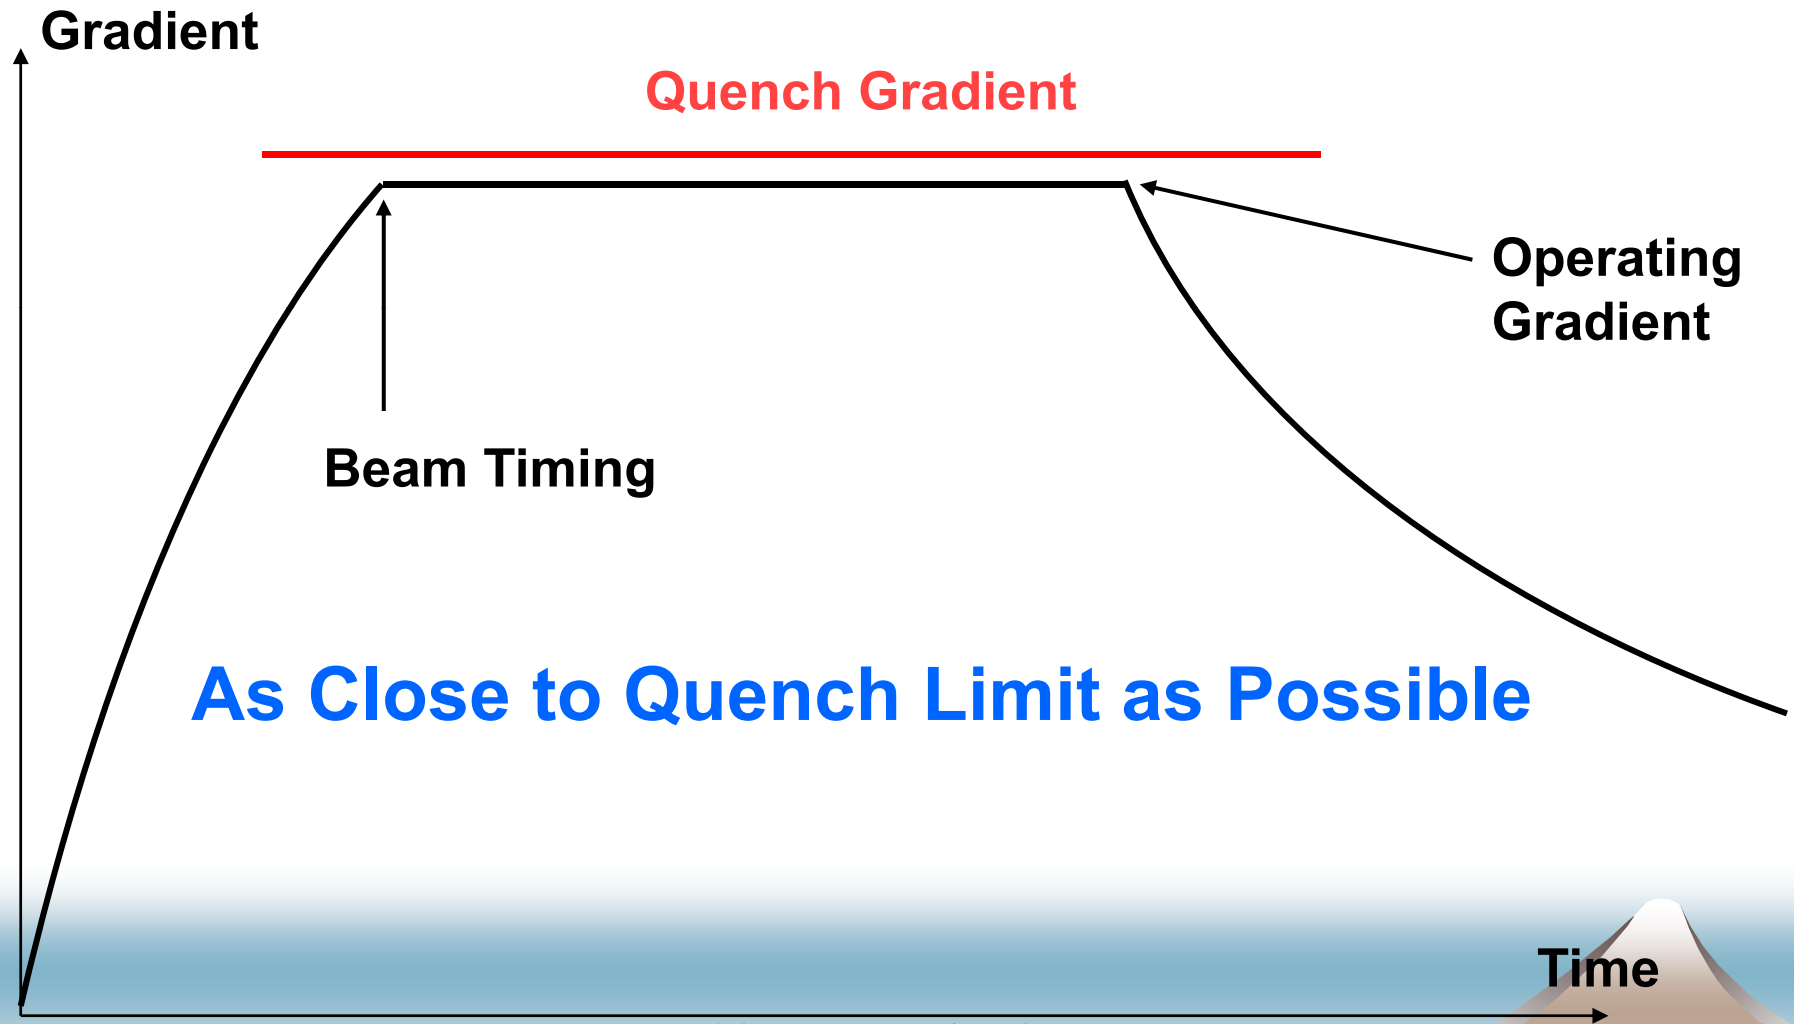 Gradient
Quench Gradient
Operating
Gradient
Beam Timing
As Close to Quench Limit as Possible
Time